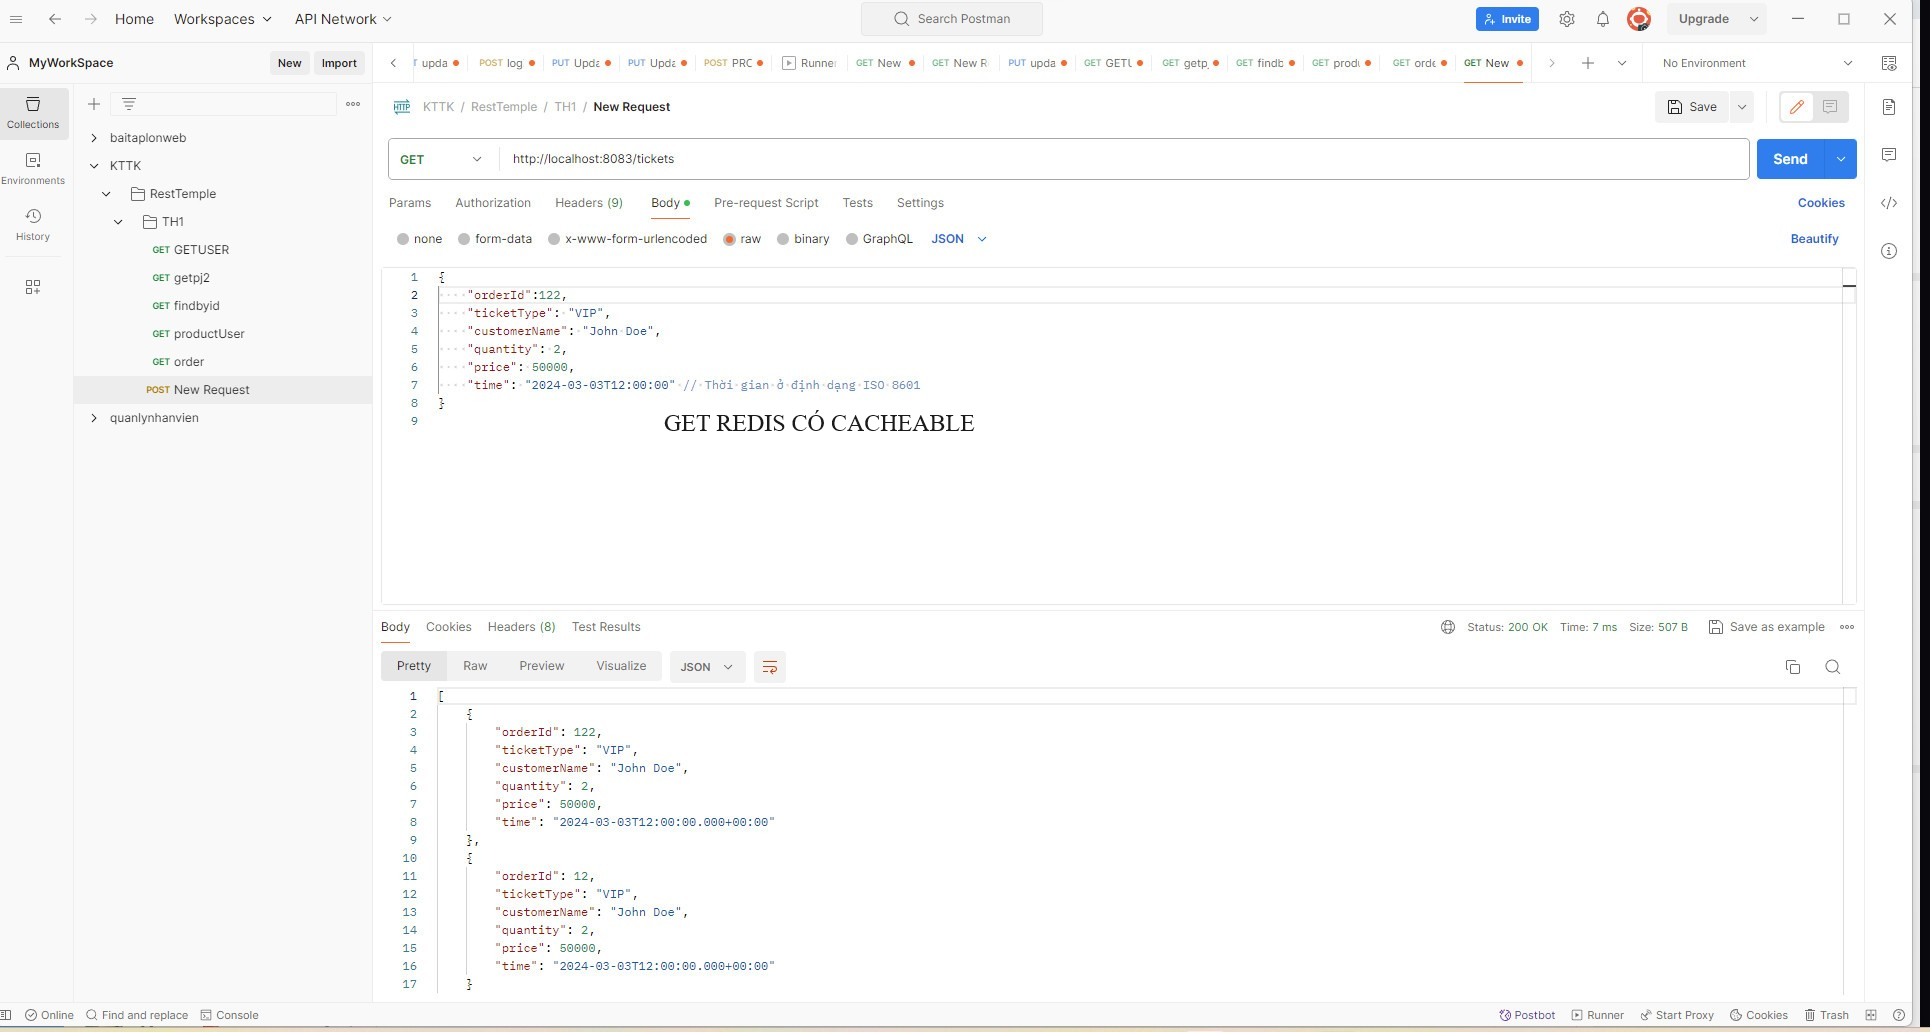 Home Workspaces API Network Search Postman Invite Upgrade
MyWorkSpace New Import
upda POST log PUT Upda PUT Upda POST PRC Runne GET New GET New R PUT upda GET GETU GET getp. GET findb GET prodi GET orde GET New No Environment
Collections
Environments
History
baitaplonweb
KTTK
RestTemple
TH1
GET GETUSER
GET getpj2
GET findbyid
GET productUser
GET order
POST New Request
quanlynhanvien
HTTP KTTK / RestTemple / TH1 / New Request Save
GET http://localhost:8083/tickets Send
Params Authorization Headers (9) Body Pre-request Script Tests Settings Cookies
none form-data x-www-form-urlencoded raw binary GraphQL JSON Beautify
1 {
2 "orderId":122,
3 "ticketType": "VIP",
4 "customerName": "John Doe",
5 "quantity": 2,
6 "price": 50000,
7 "time": "2024-03-03T12:00:00" // Thời gian ở định dạng ISO 8601
8 }
9
GET REDIS CÓ CACHEABLE
Body Cookies Headers (8) Test Results Status: 200 OK Time: 7 ms Size: 507 B Save as example
Pretty Raw Preview Visualize JSON
1 [
2 {
3 "orderId": 122,
4 "ticketType": "VIP",
5 "customerName": "John Doe",
6 "quantity": 2,
7 "price": 50000,
8 "time": "2024-03-03T12:00:00.000+00:00"
9 },
10 {
11 "orderId": 12,
12 "ticketType": "VIP",
13 "customerName": "John Doe",
14 "quantity": 2,
15 "price": 50000,
16 "time": "2024-03-03T12:00:00.000+00:00"
17 }
Online Find and replace Console Postbot Runner Start Proxy Cookies Trash